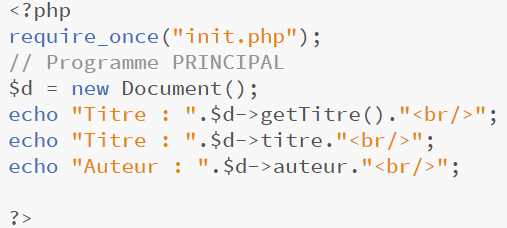 <?php
require_once("init.php");
// Programme PRINCIPAL
$d = new Document();
echo "Titre : ".$d->getTitre()."<br/>";
echo "Titre : ".$d->titre."<br/>";
echo "Auteur : ".$d->auteur."<br/>";
?>